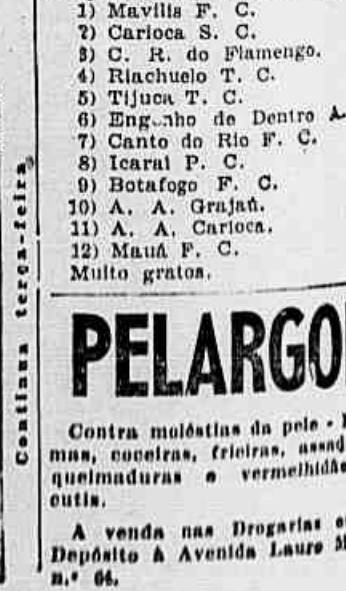 1) Mavilis F. C.
2) Carioca S. C.
3) C. R. do Flamengo.
4) Riachuelo T. C.
5) Tijuca T. C.
6) Engenho de Dentro A.
7) Canto do Rio F. C.
8) Icaraí P. C.
9) Botafogo F. C.
10) A. A. Grajaú.
11) A. A. Carioca.
12) Mauá F. C.
Muito gratos.
Continua terça-feira
PELARGO
Contra moléstias da pele -
mas, coceiras, frieiras, assad
queimaduras e vermelhidão
cutis.
A venda nas Drogarias e
Depósito à Avenida Lauro M
n.º 64.